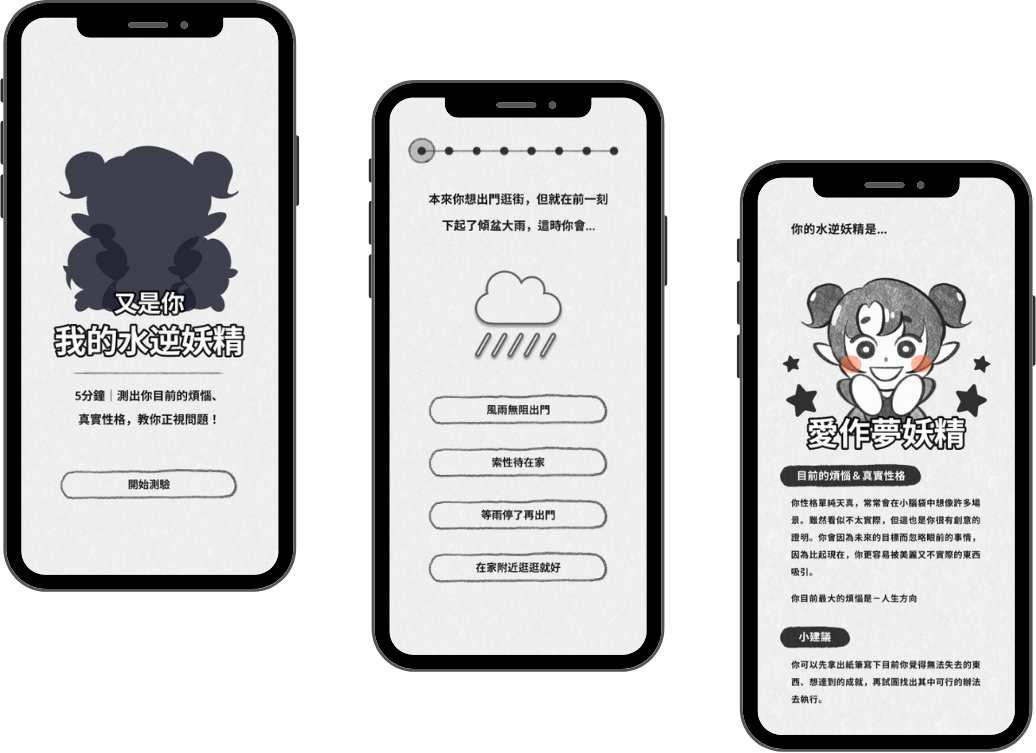 又是你
我的水逆妖精
5分鐘｜測出你目前的煩惱、
真實性格，教你正視問題！
開始測驗
本來你想出門逛街，但就在前一刻
下起了傾盆大雨，這時你會...
風雨無阻出門
索性待在家
等雨停了再出門
在家附近逛逛就好
你的水逆妖精是...
愛作夢妖精
目前的煩惱＆真實性格
你性格單純天真，常常會在小腦袋中想像許多場
景。雖然看似不太實際，但這也是你很有創意的
證明。你會因為未來的目標而忽略眼前的事情，
因為比起現在，你更容易被美麗又不實際的東西
吸引。
你目前最大的煩惱是－人生方向
小建議
你可以先拿出紙筆寫下目前你覺得無法失去的東
西、想達到的成就，再試圖找出其中可行的辦法
去執行。